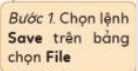 Bước 1. Chọn lệnh
Save trên bảng
chọn File